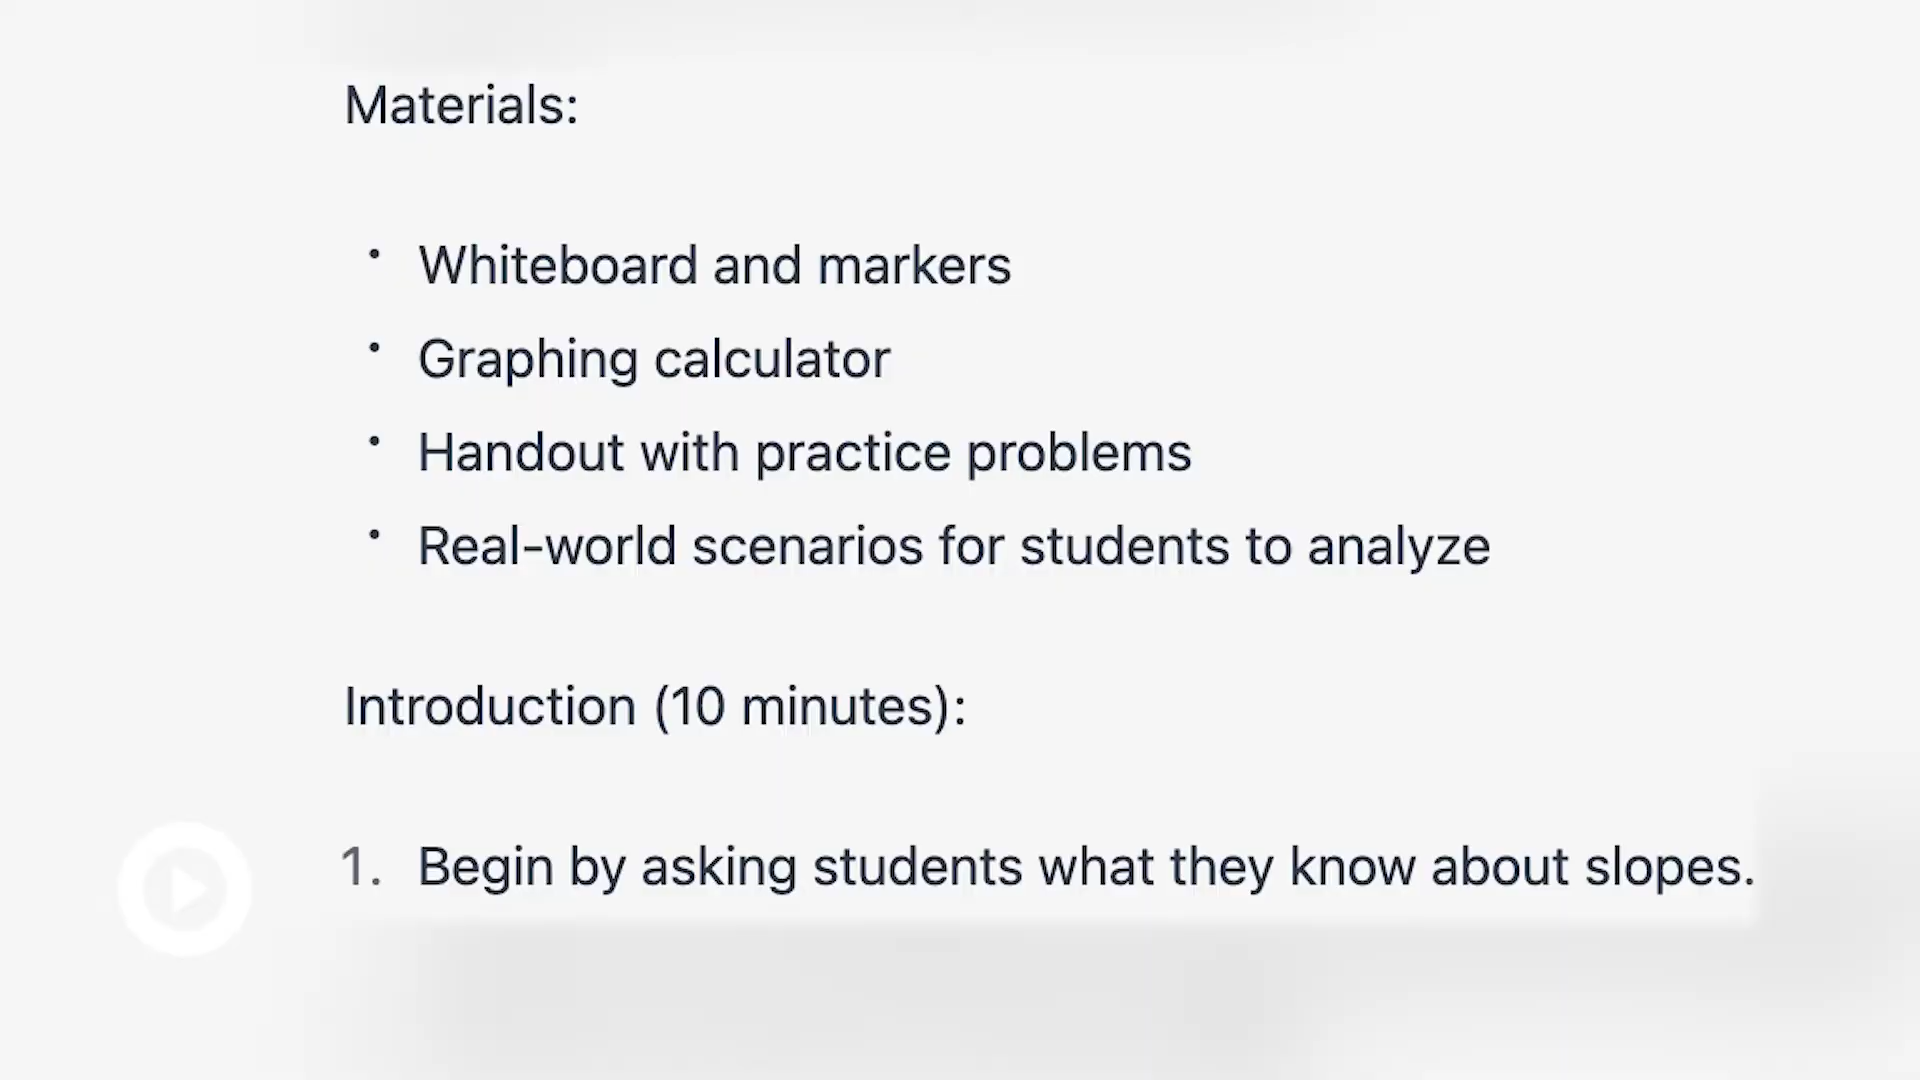 Materials:
• Whiteboard and markers
• Graphing calculator
• Handout with practice problems
• Real-world scenarios for students to analyze
Introduction (10 minutes):
1. Begin by asking students what they know about slopes.